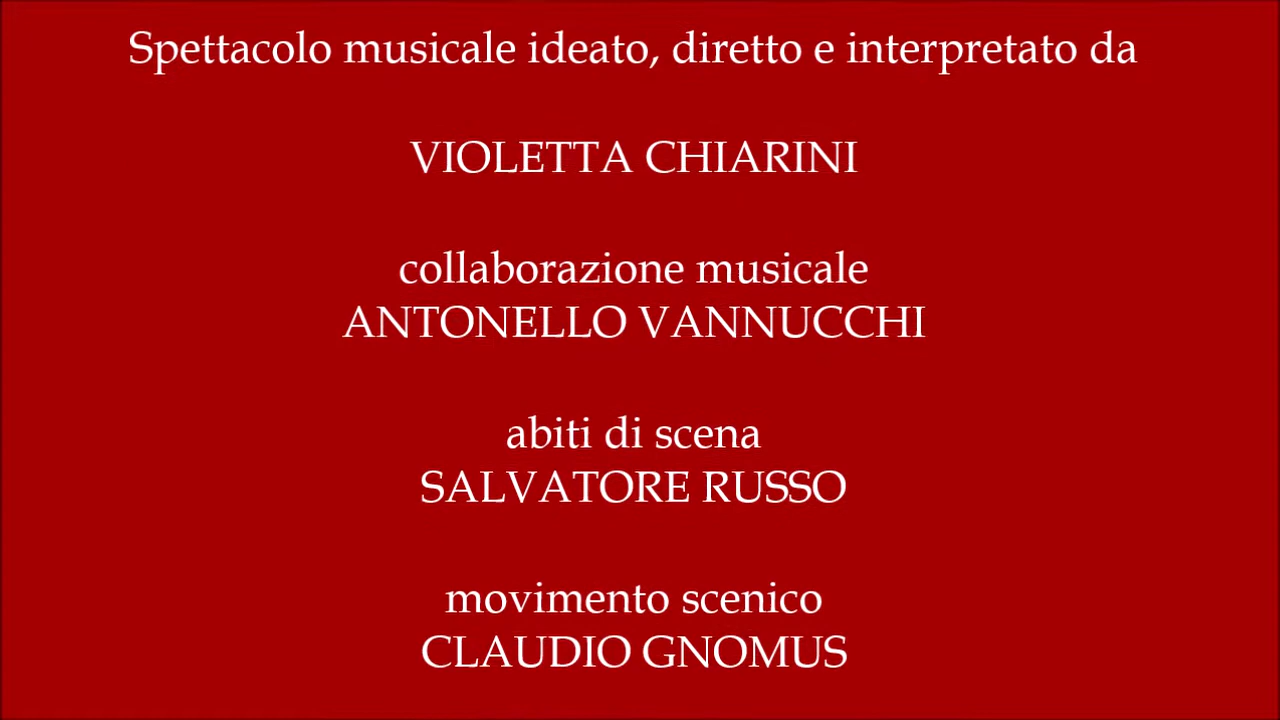 Spettacolo musicale ideato, diretto e interpretato da
VIOLETTA CHIARINI
collaborazione musicale
ANTONELLO VANNUCCHI
abiti di scena
SALVATORE RUSSO
movimento scenico
CLAUDIO GNOMUS